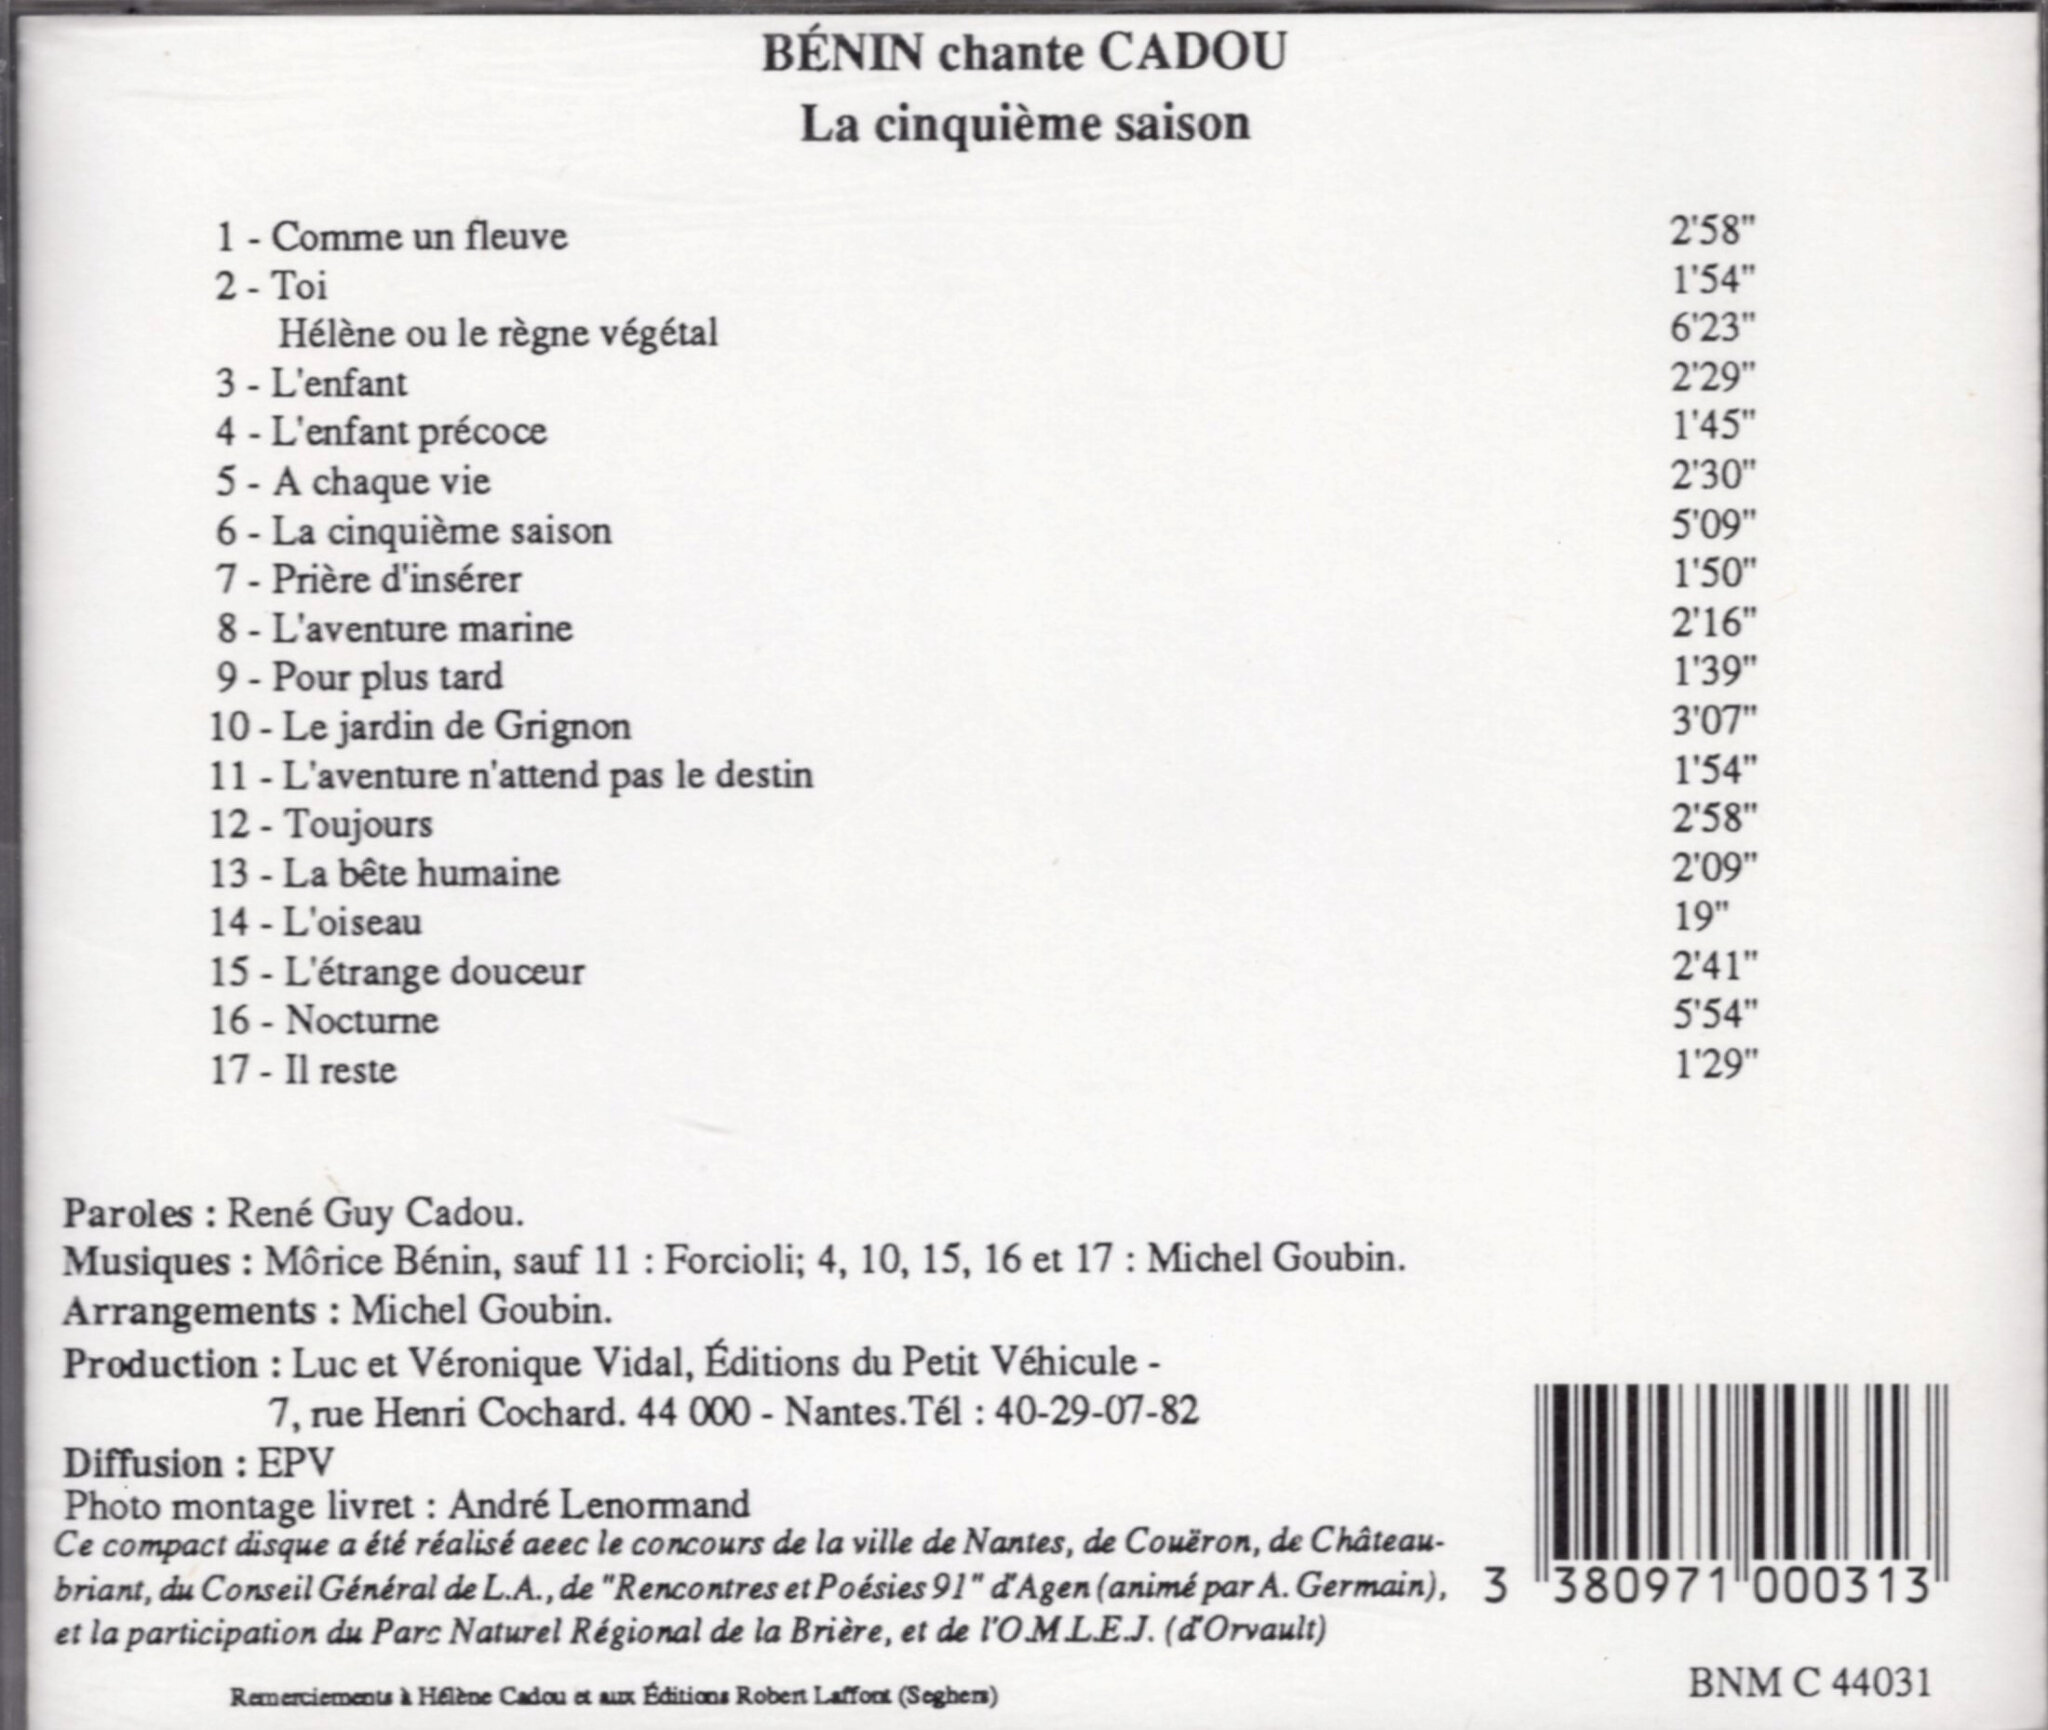 BÉNIN chante CADOU
La cinquième saison
1 - Comme un fleuve 2'58"
2 - Toi 1'54"
Hélène ou le règne végétal 6'23"
3 - L'enfant 2'29"
4 - L'enfant précoce 1'45"
5 - A chaque vie 2'30"
6 - La cinquième saison 5'09"
7 - Prière d'insérer 1'50"
8 - L'aventure marine 2'16"
9 - Pour plus tard 1'39"
10 - Le jardin de Grignon 3'07"
11 - L'aventure n'attend pas le destin 1'54"
12 - Toujours 2'58"
13 - La bête humaine 2'09"
14 - L'oiseau 19"
15 - L'étrange douceur 2'41"
16 - Nocturne 5'54"
17 - Il reste 1'29"
Paroles : René Guy Cadou.
Musiques : Môrice Bénin, sauf 11 : Forcioli; 4, 10, 15, 16 et 17 : Michel Goubin.
Arrangements : Michel Goubin.
Production : Luc et Véronique Vidal, Éditions du Petit Véhicule -
7, rue Henri Cochard. 44 000 - Nantes.Tél : 40-29-07-82
Diffusion : EPV
Photo montage livret : André Lenormand
Ce compact disque a été réalisé aeec le concours de la ville de Nantes, de Couëron, de Château-
briant, du Conseil Général de L.A., de "Rencontres et Poésies 91" d'Agen (animé par A. Germain),
et la participation du Parc Naturel Régional de la Brière, et de l'O.M.L.E.J. (d'Orvault)
3 380971 000313
Remerciements à Hélène Cadou et aux Éditions Robert Laffont (Seghers)
BNM C 44031